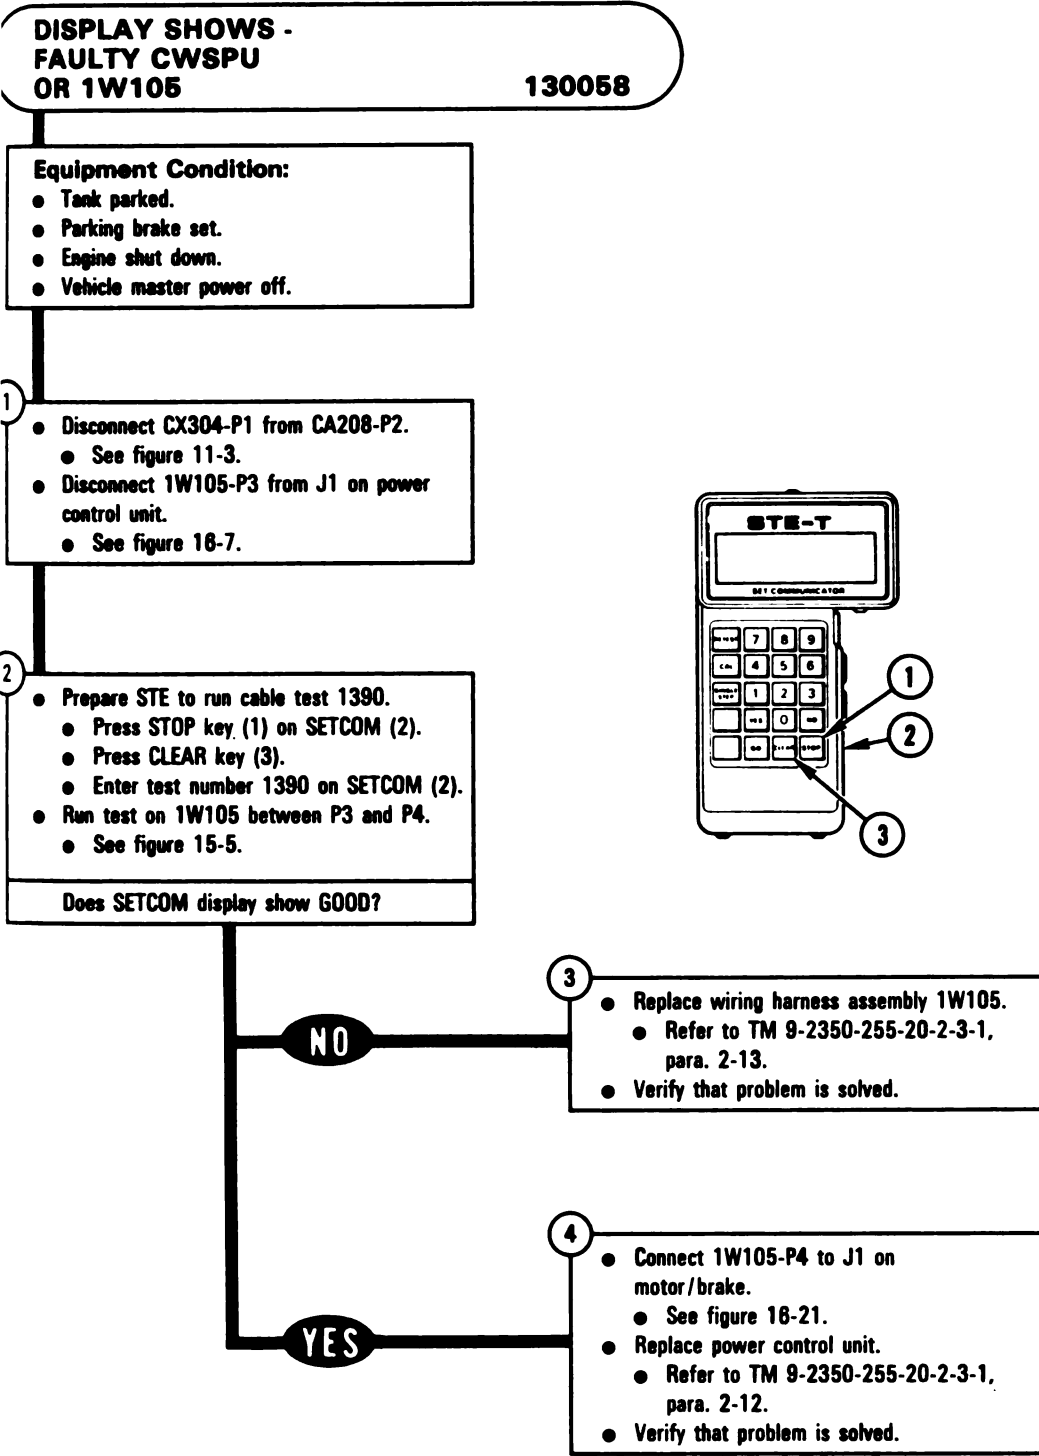 DISPLAY SHOWS -
FAULTY CWSPU
OR 1W105 130058
Equipment Condition:
● Tank parked.
● Parking brake set.
● Engine shut down.
● Vehicle master power off.
1
● Disconnect CX304-P1 from CA208-P2.
● See figure 11-3.
● Disconnect 1W105-P3 from J1 on power
control unit.
● See figure 16-7.
2
● Prepare STE to run cable test 1390.
● Press STOP key (1) on SETCOM (2).
● Press CLEAR key (3).
● Enter test number 1390 on SETCOM (2).
● Run test on 1W105 between P3 and P4.
● See figure 15-5.
Does SETCOM display show GOOD?
STE-T
SET COMMUNICATOR
7 8 9
4 5 6
1 2 3
YES 0 NO
GO CLEAR STOP
1
2
3
NO
3
● Replace wiring harness assembly 1W105.
● Refer to TM 9-2350-255-20-2-3-1,
para. 2-13.
● Verify that problem is solved.
YES
4
● Connect 1W105-P4 to J1 on
motor/brake.
● See figure 16-21.
● Replace power control unit.
● Refer to TM 9-2350-255-20-2-3-1,
para. 2-12.
● Verify that problem is solved.